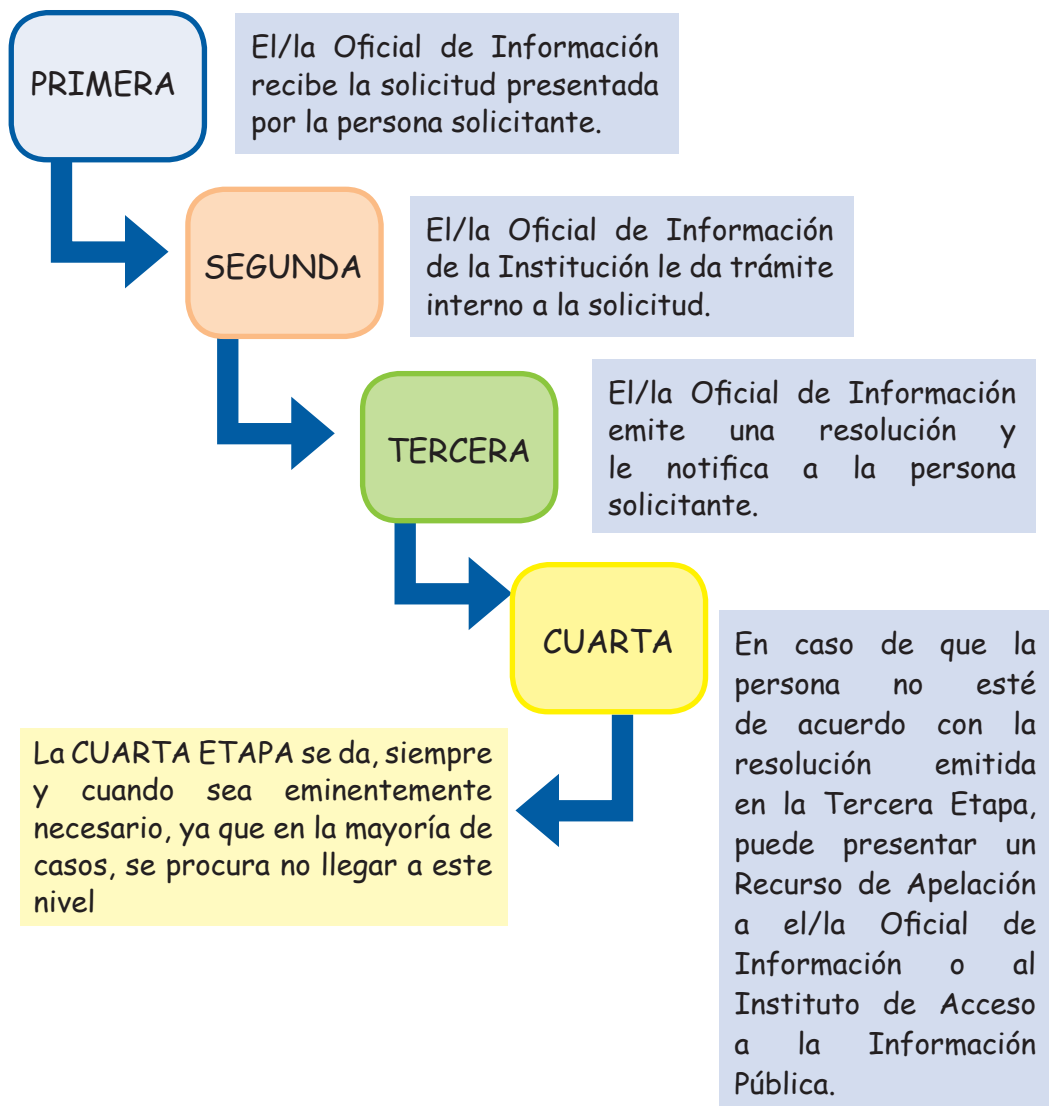 PRIMERA
El/la Oficial de Información
recibe la solicitud presentada
por la persona solicitante.
SEGUNDA
El/la Oficial de Información
de la Institución le da trámite
interno a la solicitud.
TERCERA
El/la Oficial de Información
emite una resolución y
le notifica a la persona
solicitante.
CUARTA
En caso de que la
persona no esté
de acuerdo con la
resolución emitida
en la Tercera Etapa,
puede presentar un
Recurso de Apelación
a el/la Oficial de
Información o al
Instituto de Acceso
a la Información
Pública.
La CUARTA ETAPA se da, siempre
y cuando sea eminentemente
necesario, ya que en la mayoría de
casos, se procura no llegar a este
nivel